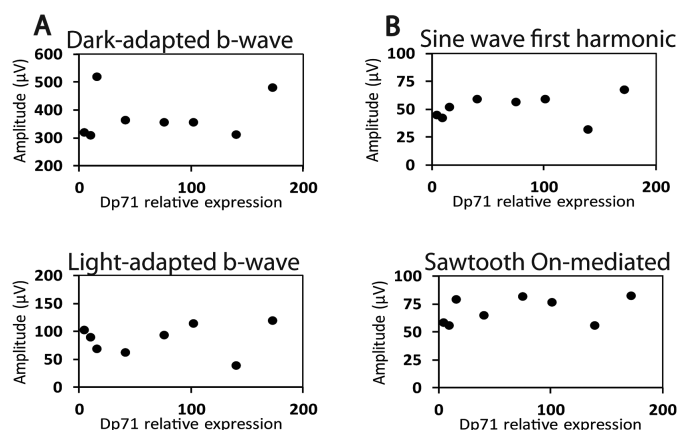 A
Dark-adapted b-wave
600
500
400
300
200
Amplitude (µV)
0 100 200
Dp71 relative expression
B
Sine wave first harmonic
100
75
50
25
0
Amplitude (µV)
0 100 200
Dp71 relative expression
Light-adapted b-wave
200
150
100
50
0
Amplitude (µV)
0 100 200
Dp71 relative expression
Sawtooth On-mediated
100
75
50
25
0
Amplitude (µV)
0 100 200
Dp71 relative expression